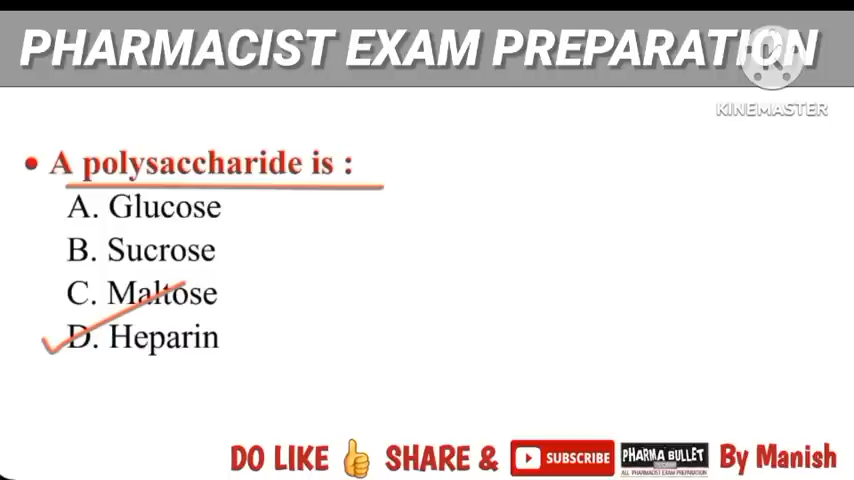 PHARMACIST EXAM PREPARATION
K
KINEMASTER
• A polysaccharide is :
A. Glucose
B. Sucrose
C. Maltose
D. Heparin
DO LIKE 👍 SHARE & SUBSCRIBE PHARMA BULLET By Manish
ALL PHARMACIST EXAM PREPARATION